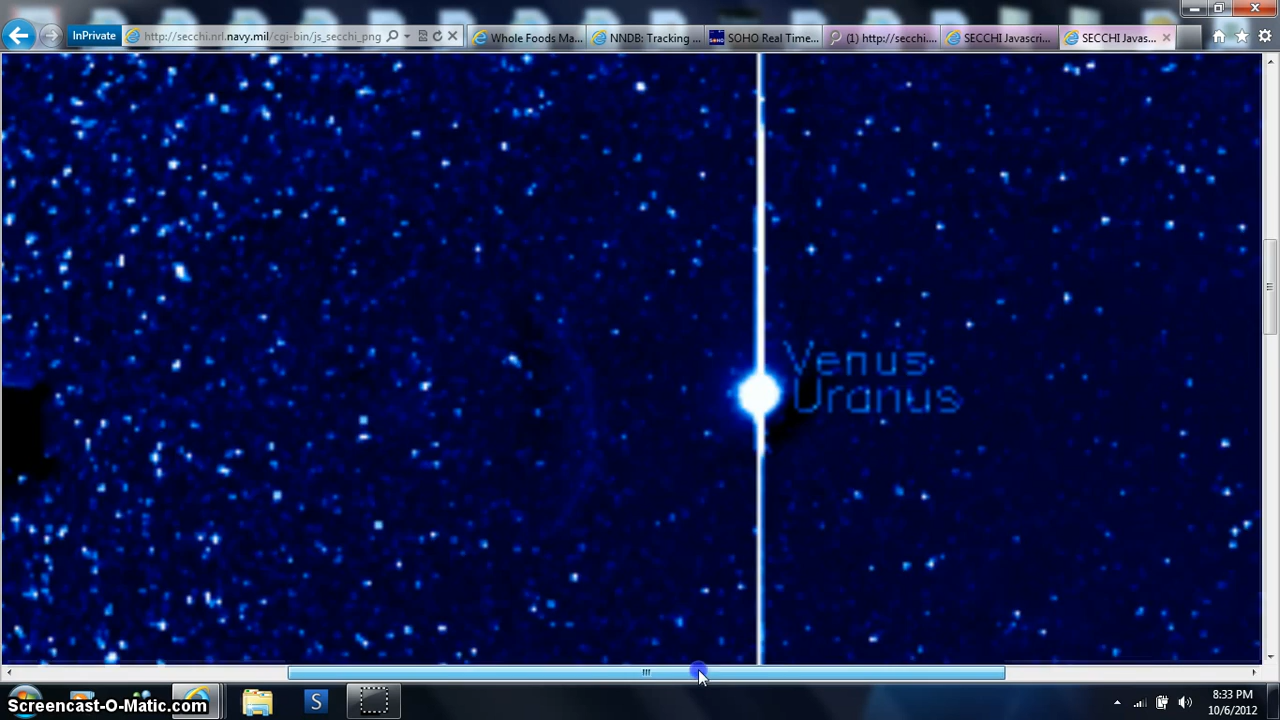 InPrivate
http://secchi.nrl.navy.mil/cgi-bin/js_secchi_png
Whole Foods Ma...
NNDB: Tracking ...
SOHO Real Time...
(1) http://secchi....
SECCHI Javascri...
SECCHI Javas...
Venus
Uranus
S
8:33 PM
10/6/2012
Screencast-O-Matic.com